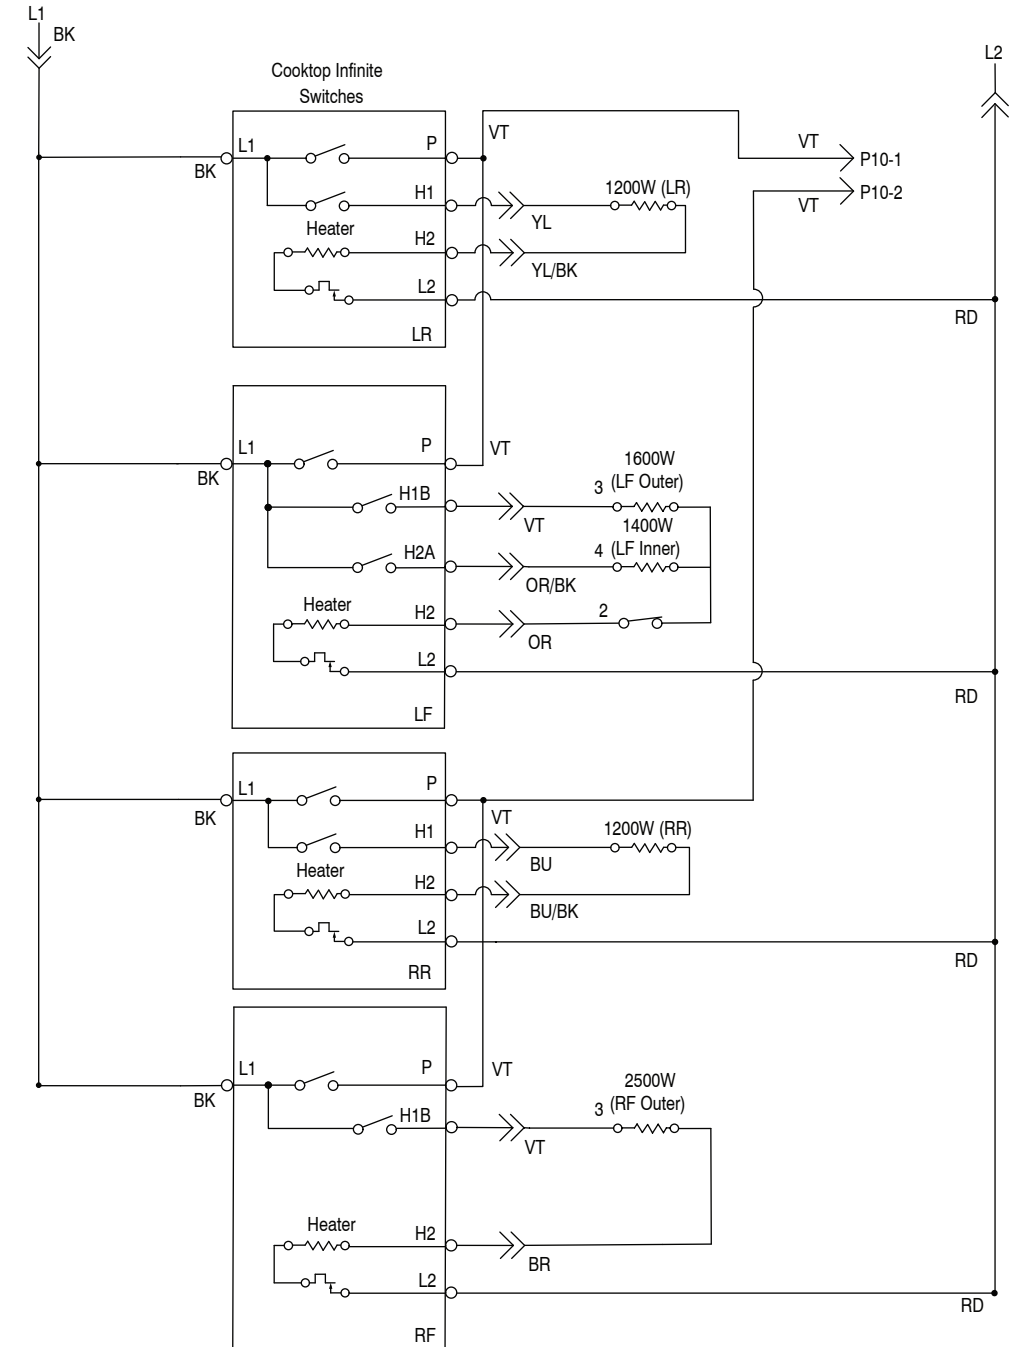 L1
BK
L2
Cooktop Infinite
Switches
L1
P
VT
VT
P10-1
BK
H1
1200W (LR)
P10-2
VT
YL
Heater
H2
YL/BK
L2
RD
LR
L1
P
VT
BK
1600W
3 (LF Outer)
H1B
VT
1400W
4 (LF Inner)
H2A
OR/BK
Heater
H2
2
OR
L2
RD
LF
L1
P
BK
VT
H1
1200W (RR)
BU
Heater
H2
BU/BK
L2
RD
RR
L1
P
VT
BK
2500W
3 (RF Outer)
H1B
VT
Heater
H2
BR
L2
RD
RF